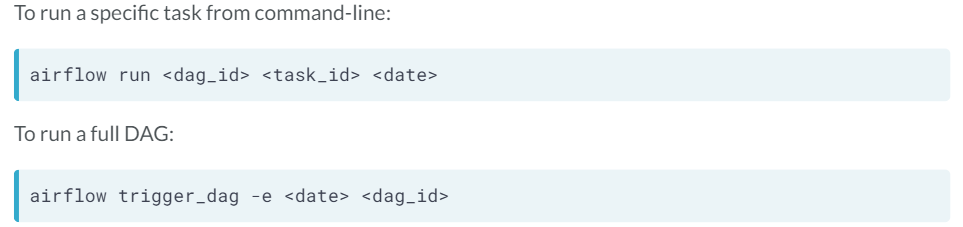 To run a specific task from command-line:
airflow run <dag_id> <task_id> <date>
To run a full DAG:
airflow trigger_dag -e <date> <dag_id>